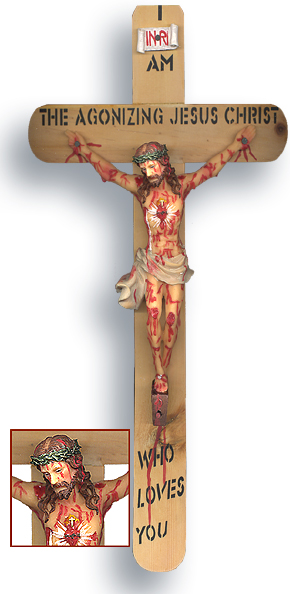 I
INRI
AM
THE AGONIZING JESUS CHRIST
WHO
LOVES
YOU